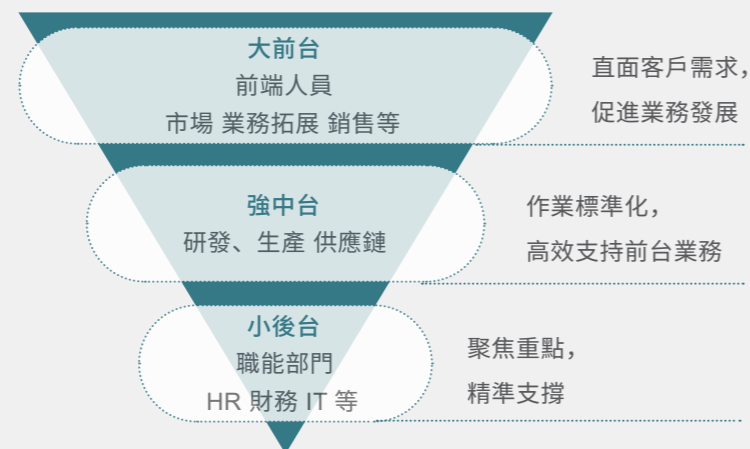 大前台
前端人員
市場 業務拓展 銷售等
直面客戶需求，
促進業務發展
強中台
研發、生產 供應鏈
作業標準化，
高效支持前台業務
小後台
職能部門
HR 財務 IT 等
聚焦重點，
精準支撐